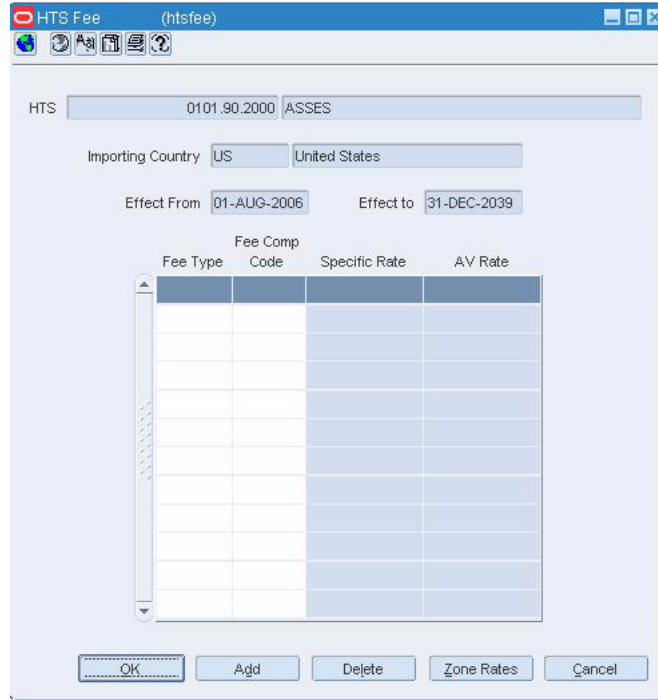 HTS Fee (htsfee)
HTS 0101.90.2000 ASSES
Importing Country US United States
Effect From 01-AUG-2006 Effect to 31-DEC-2039
Fee Type Fee Comp Code Specific Rate AV Rate
OK Add Delete Zone Rates Cancel